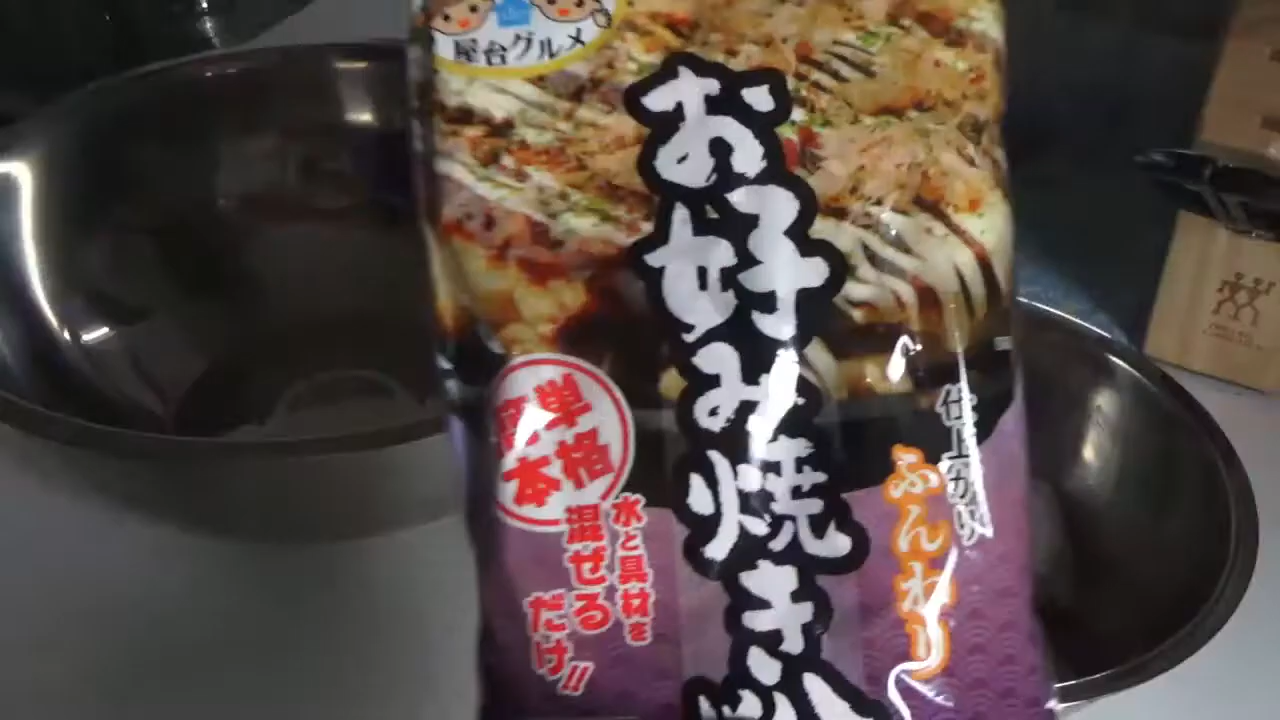 屋台グルメ
お好み焼き粉
簡単
本格
水と具材を
混ぜる
だけ!!
仕上がり
ふんわり